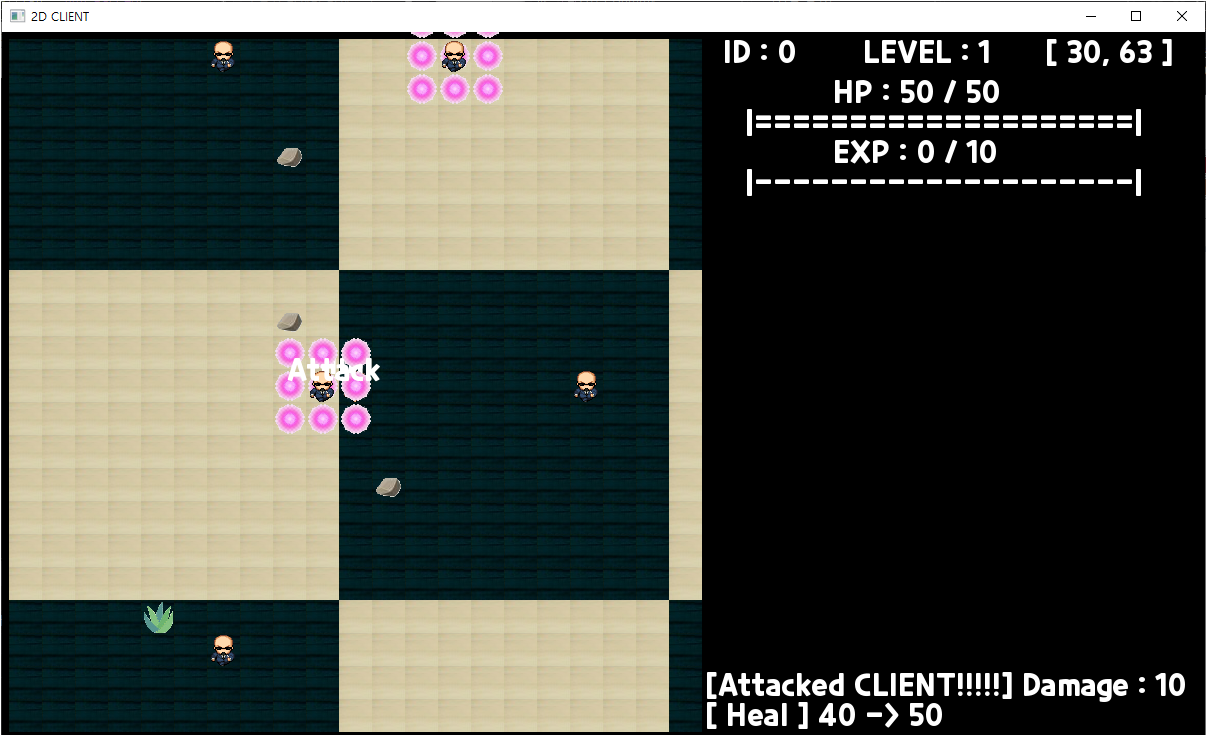 2D CLIENT
ID : 0 LEVEL : 1 [ 30, 63 ]
HP : 50 / 50
|====================|
EXP : 0 / 10
|--------------------|
Attack
[Attacked CLIENT!!!!!] Damage : 10
[ Heal ] 40 -> 50